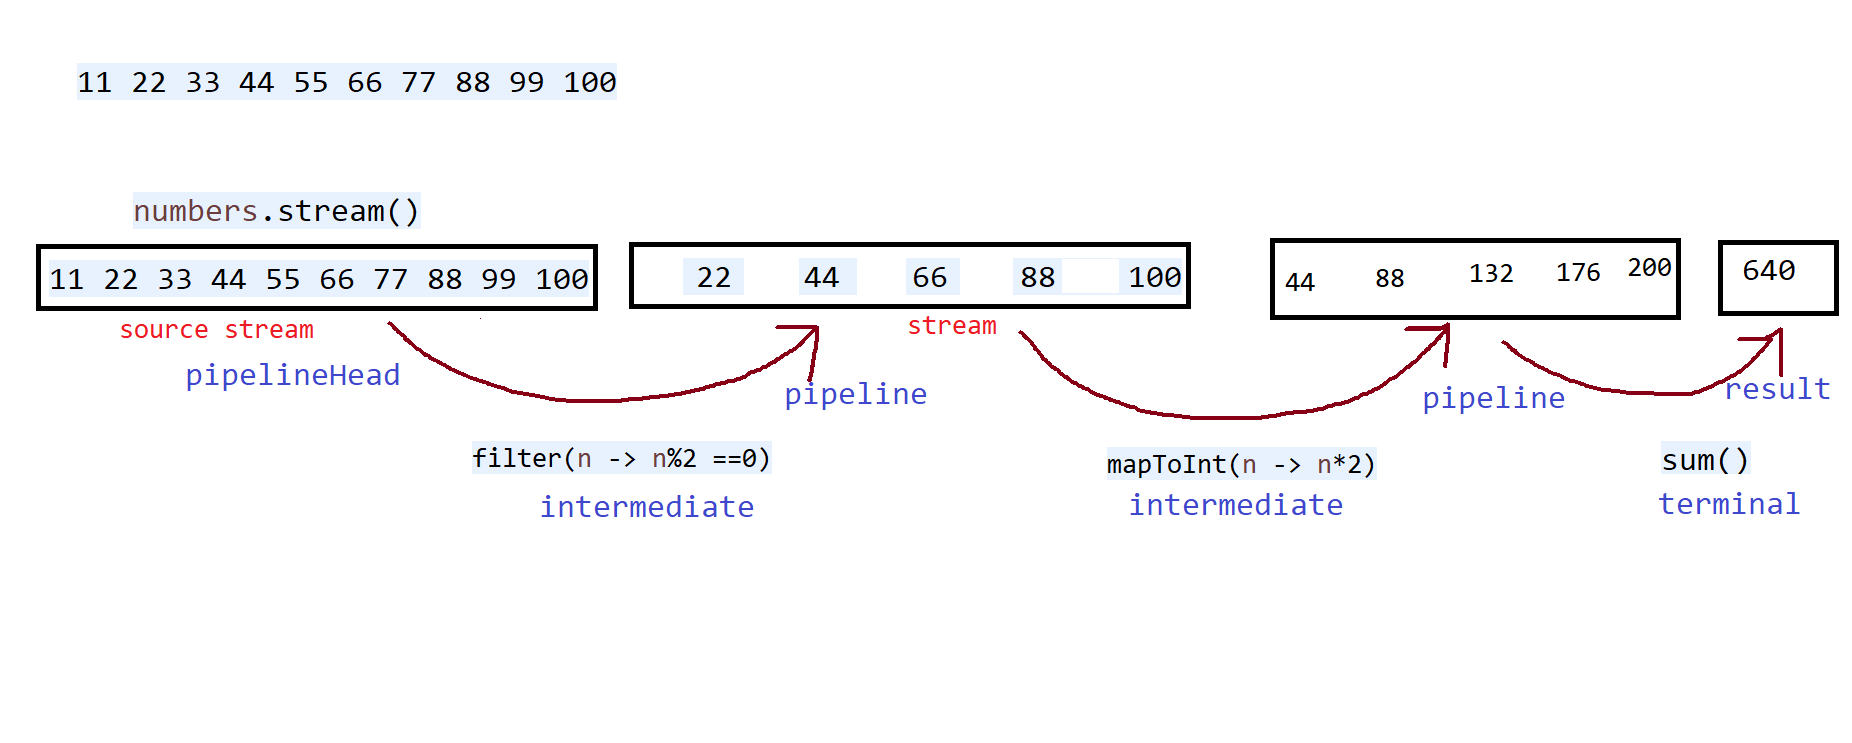 11 22 33 44 55 66 77 88 99 100
numbers.stream()
11 22 33 44 55 66 77 88 99 100
22 44 66 88 100
44 88 132 176 200
640
source stream
stream
pipelineHead
pipeline
pipeline
result
filter(n -> n%2 ==0)
mapToInt(n -> n*2)
sum()
intermediate
intermediate
terminal